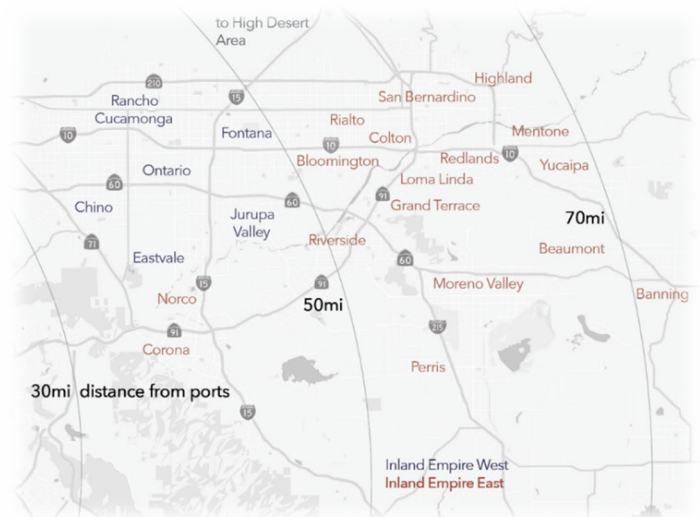 to High Desert
Area
210
Highland
15
San Bernardino
Rancho
Cucamonga
Rialto
10
Fontana
Colton
Mentone
10
Bloomington
Redlands
10
Yucaipa
Ontario
60
Loma Linda
91
60
Grand Terrace
Chino
Jurupa
Valley
70mi
71
Riverside
Beaumont
Eastvale
60
15
91
Moreno Valley
Norco
50mi
Banning
91
215
Corona
Perris
30mi distance from ports
15
Inland Empire West
Inland Empire East